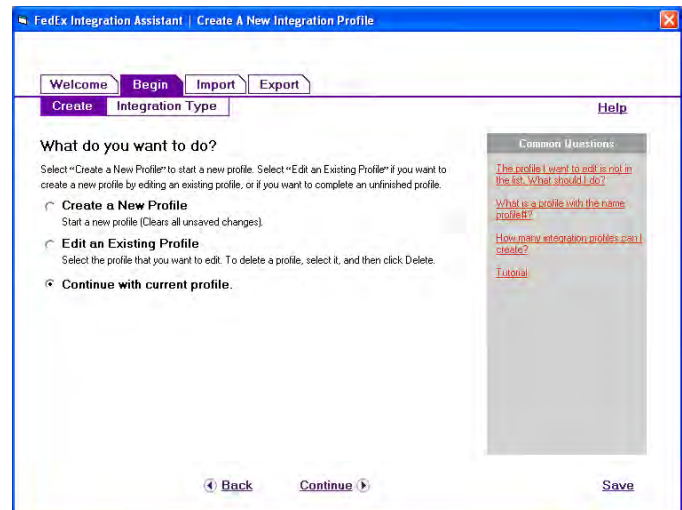 FedEx Integration Assistant | Create A New Integration Profile
Welcome Begin Import Export
Create Integration Type
Help
What do you want to do?
Select “Create a New Profile” to start a new profile. Select “Edit an Existing Profile” if you want to
create a new profile by editing an existing profile, or if you want to complete an unfinished profile.
Create a New Profile
Start a new profile (Clears all unsaved changes).
Edit an Existing Profile
Select the profile that you want to edit. To delete a profile, select it, and then click Delete.
Continue with current profile.
Common Questions
The profile I want to edit is not in
the list. What should I do?
What is a profile with the name
profile#?
How many integration profiles can I
create?
Tutorial
Back Continue Save